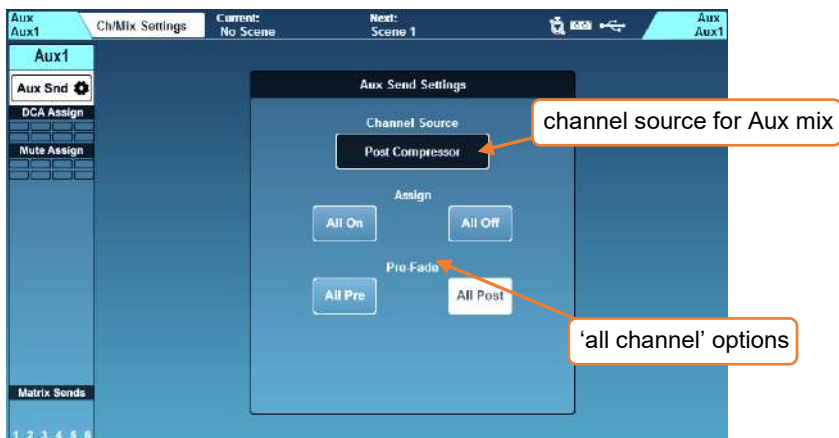 Aux
Aux1
Ch/Mix Settings
Current:
No Scene
Next:
Scene 1
Aux
Aux1
Aux1
Aux Snd
DCA Assign
Mute Assign
Aux Send Settings
Channel Source
Post Compressor
channel source for Aux mix
Assign
All On
All Off
Pre-Fade
All Pre
All Post
‘all channel’ options
Matrix Sends
1 2 3 4 5 6